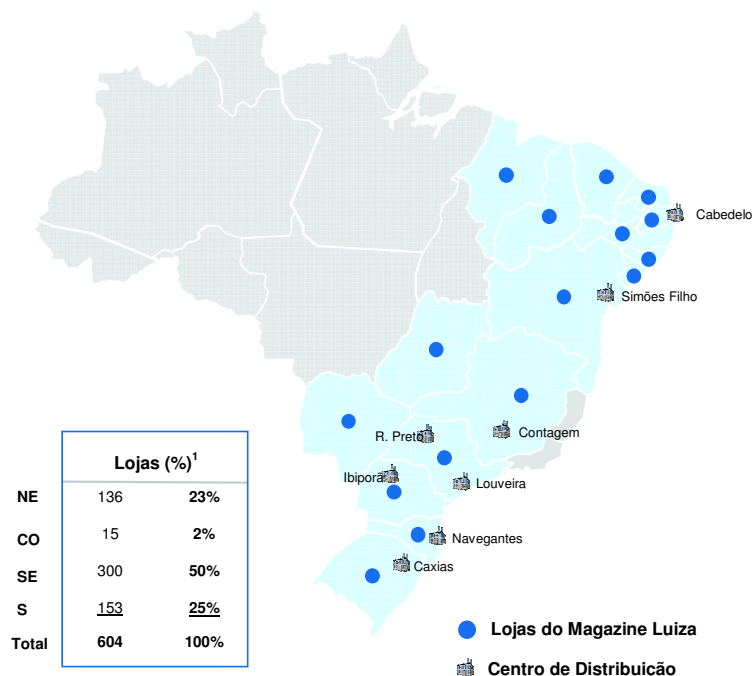 Cabedelo
Simões Filho
R. Preto
Contagem
Ibiporã
Louveira
Navegantes
Caxias
Lojas (%)1
NE 136 23%
CO 15 2%
SE 300 50%
S 153 25%
Total 604 100%
Lojas do Magazine Luiza
Centro de Distribuição